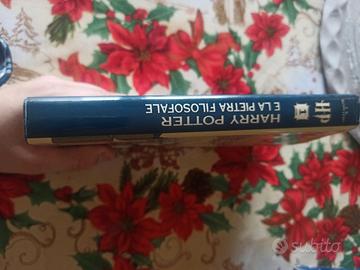 HP
1
HARRY POTTER
E LA PIETRA FILOSOFALE
subito